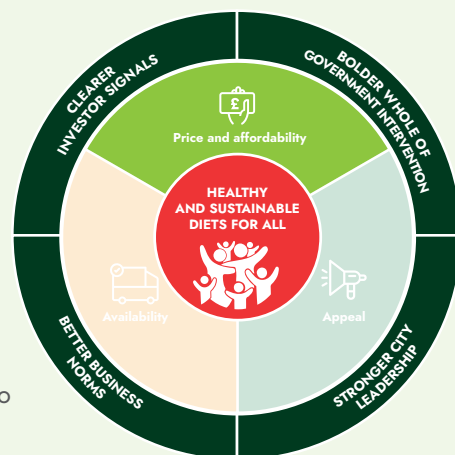 CLEARER
INVESTOR SIGNALS
BOLDER WHOLE OF
GOVERNMENT INTERVENTION
£
Price and affordability
HEALTHY
AND SUSTAINABLE
DIETS FOR ALL
Availability
Appeal
BETTER BUSINESS
NORMS
STRONGER CITY
LEADERSHIP
o